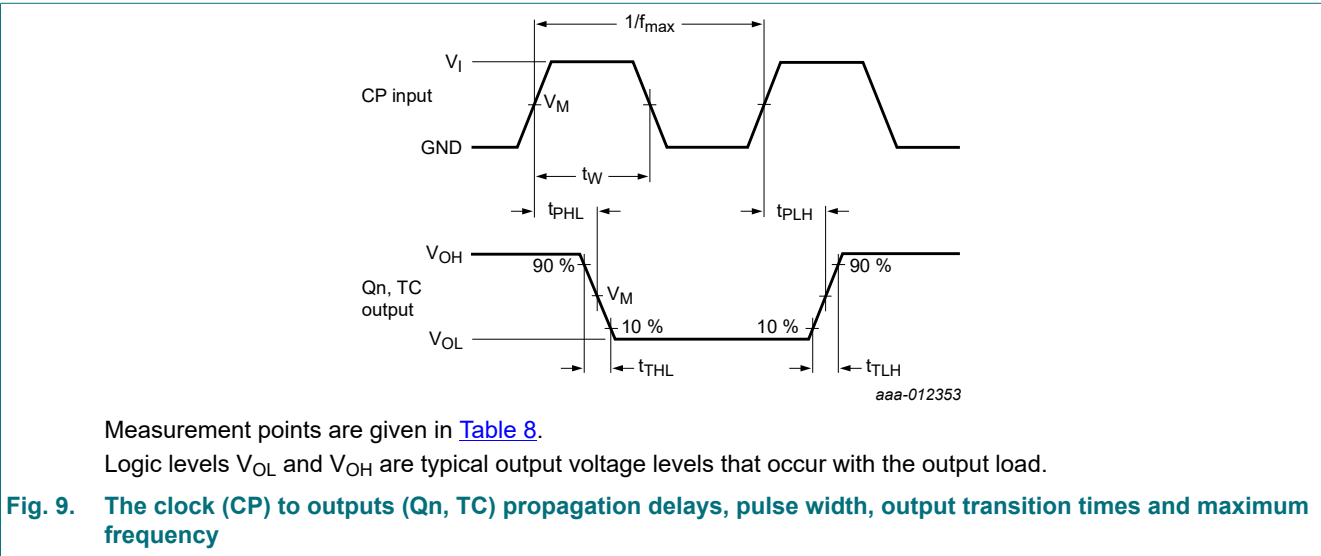 1/fmax
VI
CP input
VM
GND
tW
tPHL
tPLH
VOH
90 %
90 %
Qn, TC
output
VM
10 %
10 %
VOL
tTHL
tTLH
aaa-012353
Measurement points are given in Table 8.
Logic levels VOL and VOH are typical output voltage levels that occur with the output load.
Fig. 9. The clock (CP) to outputs (Qn, TC) propagation delays, pulse width, output transition times and maximum
frequency